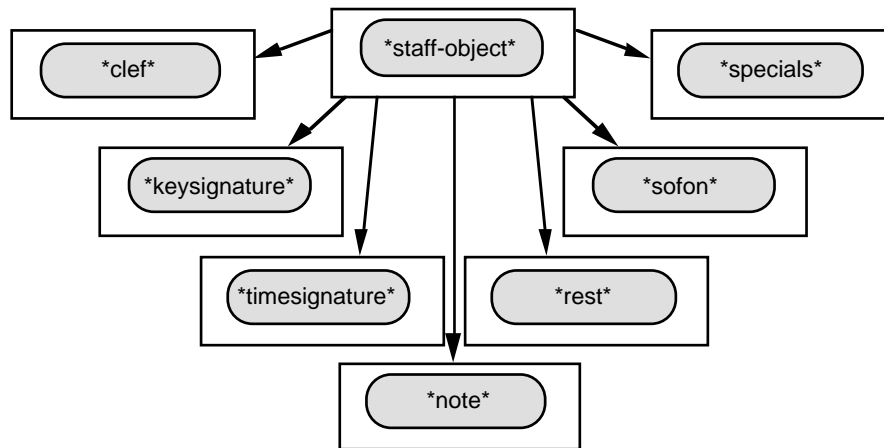 *staff-object*
*clef*
*specials*
*keysignature*
*sofon*
*timesignature*
*rest*
*note*